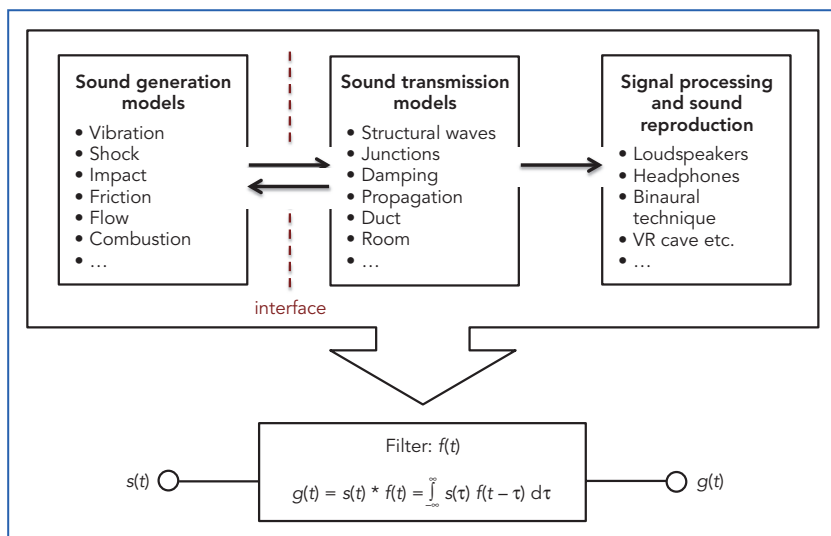 Sound generation
models
• Vibration
• Shock
• Impact
• Friction
• Flow
• Combustion
• …
interface
Sound transmission
models
• Structural waves
• Junctions
• Damping
• Propagation
• Duct
• Room
• …
Signal processing
and sound
reproduction
• Loudspeakers
• Headphones
• Binaural
technique
• VR cave etc.
• …
Filter: f(t)
s(t)
g(t) = s(t) * f(t) = ∫_{-∞}^{∞} s(τ) f(t − τ) dτ
g(t)